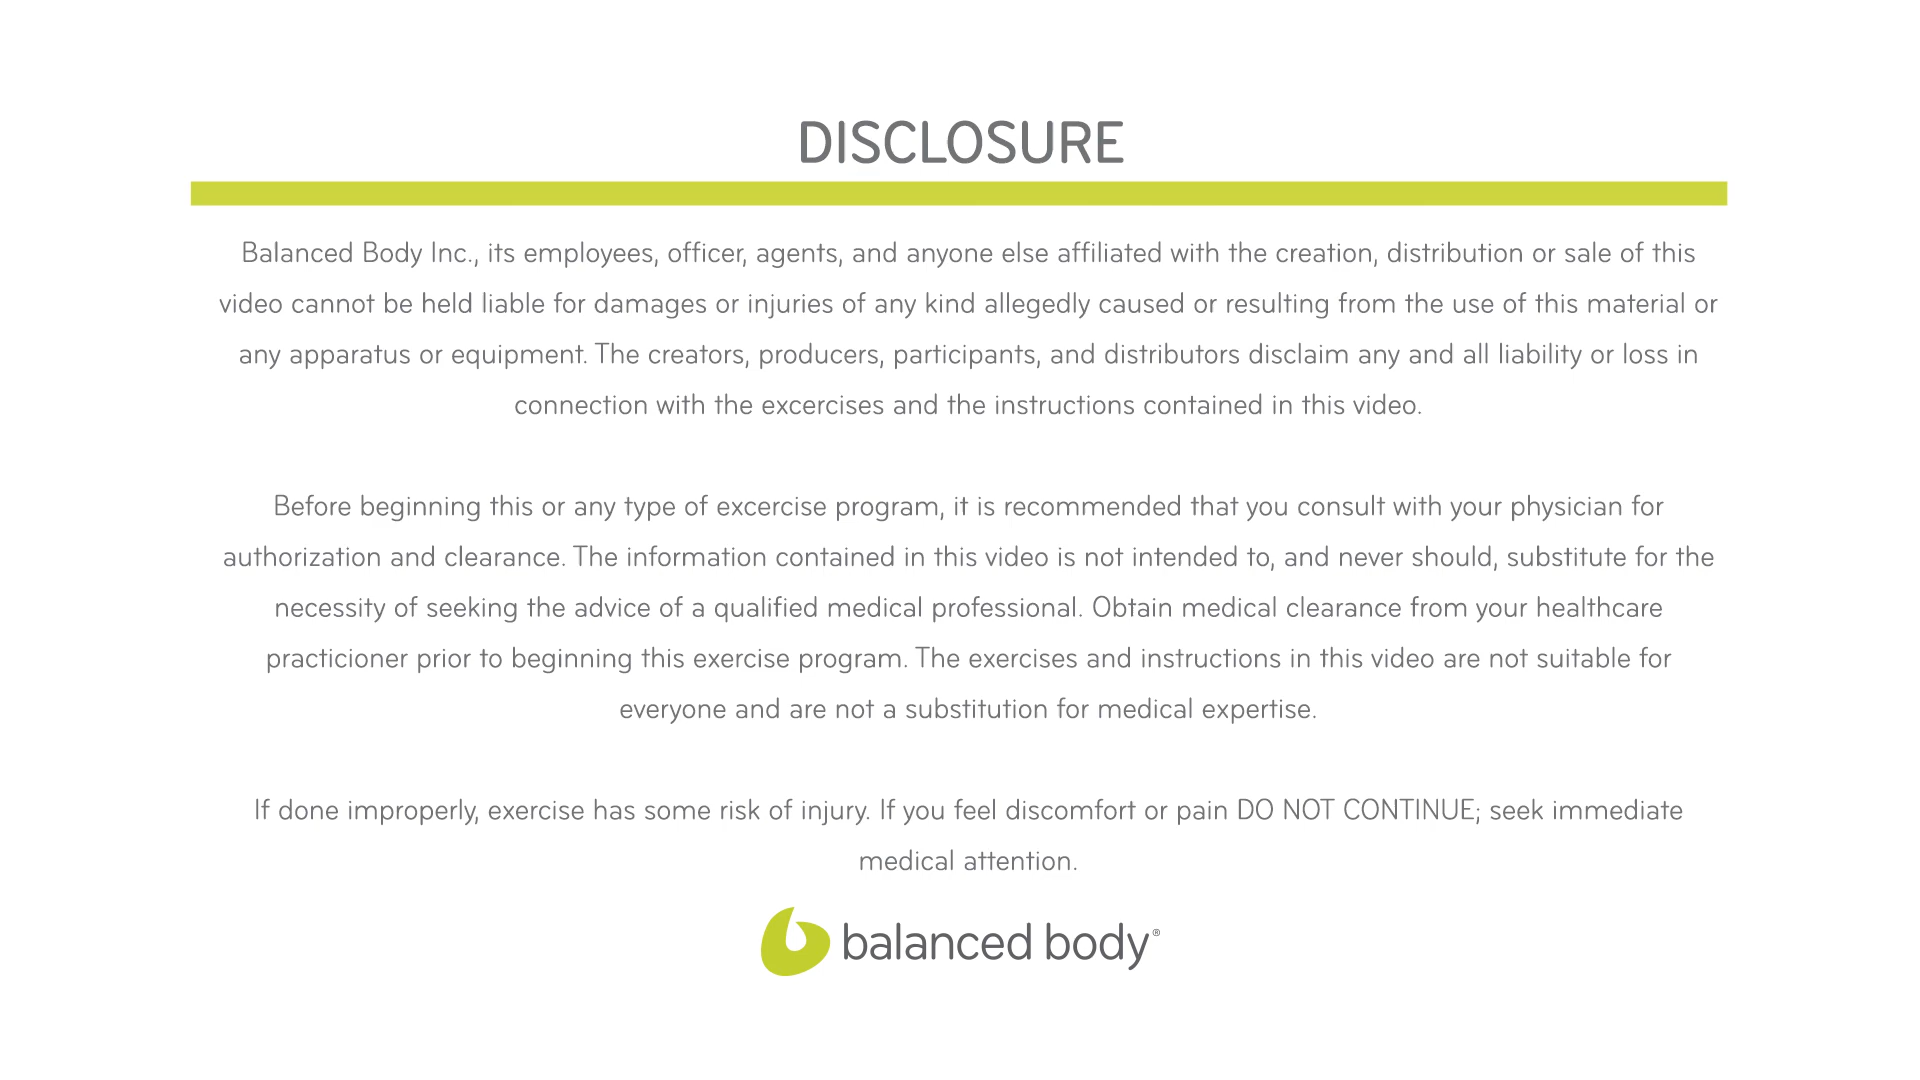 DISCLOSURE
Balanced Body Inc., its employees, officer, agents, and anyone else affiliated with the creation, distribution or sale of this
video cannot be held liable for damages or injuries of any kind allegedly caused or resulting from the use of this material or
any apparatus or equipment. The creators, producers, participants, and distributors disclaim any and all liability or loss in
connection with the excercises and the instructions contained in this video.
Before beginning this or any type of excercise program, it is recommended that you consult with your physician for
authorization and clearance. The information contained in this video is not intended to, and never should, substitute for the
necessity of seeking the advice of a qualified medical professional. Obtain medical clearance from your healthcare
practicioner prior to beginning this exercise program. The exercises and instructions in this video are not suitable for
everyone and are not a substitution for medical expertise.
If done improperly, exercise has some risk of injury. If you feel discomfort or pain DO NOT CONTINUE; seek immediate
medical attention.
balanced body®